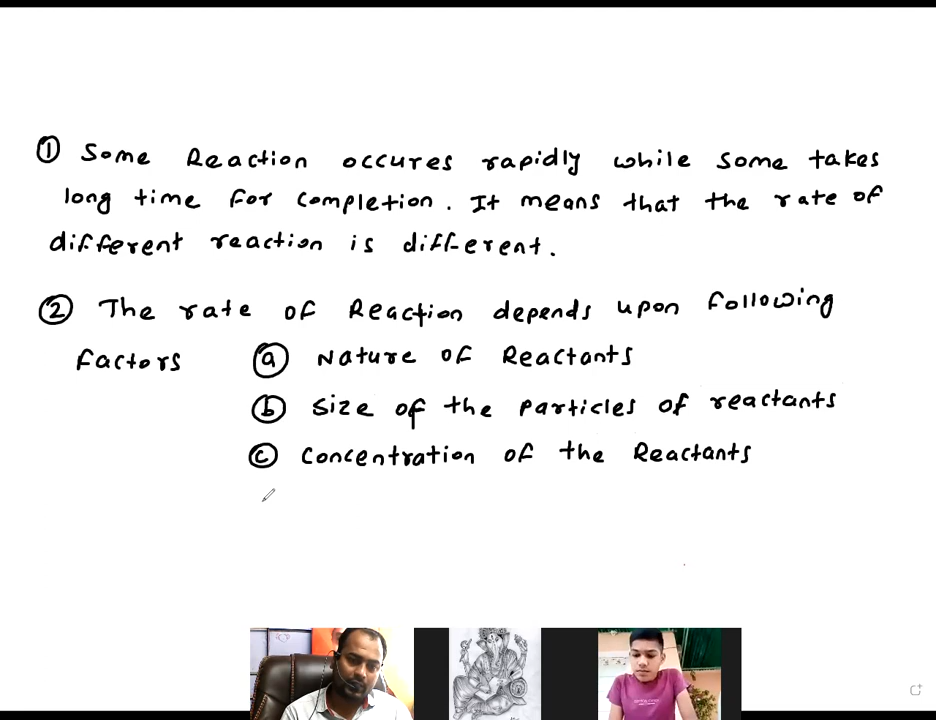 ① Some Reaction occures rapidly while some takes
long time for completion. It means that the rate of
different reaction is different.
② The rate of Reaction depends upon following
factors ⓐ Nature of Reactants
ⓑ Size of the particles of reactants
ⓒ Concentration of the Reactants